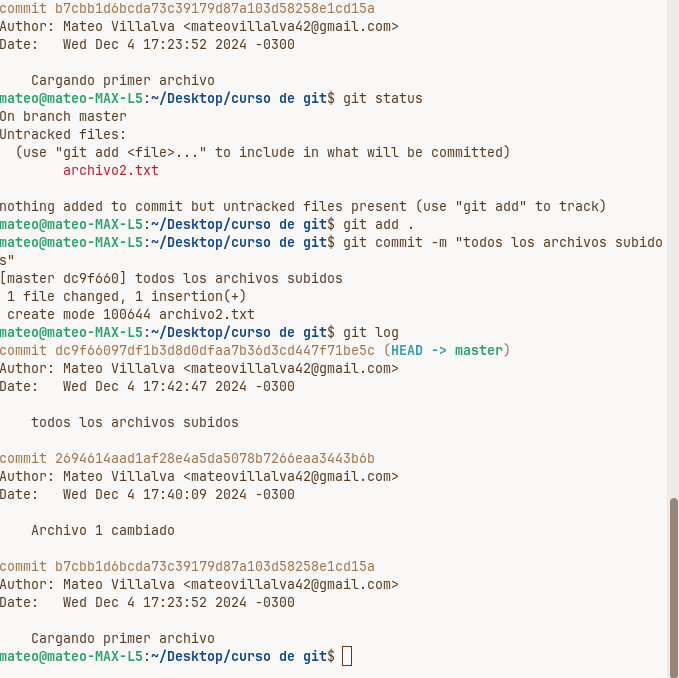 commit b7cbb1d6bcda73c39179d87a103d58258e1cd15a
Author: Mateo Villalva <mateovillalva42@gmail.com>
Date:   Wed Dec 4 17:23:52 2024 -0300

    Cargando primer archivo
mateo@mateo-MAX-L5:~/Desktop/curso de git$ git status
On branch master
Untracked files:
  (use "git add <file>..." to include in what will be committed)
        archivo2.txt

nothing added to commit but untracked files present (use "git add" to track)
mateo@mateo-MAX-L5:~/Desktop/curso de git$ git add .
mateo@mateo-MAX-L5:~/Desktop/curso de git$ git commit -m "todos los archivos subido
s"
[master dc9f660] todos los archivos subidos
 1 file changed, 1 insertion(+)
 create mode 100644 archivo2.txt
mateo@mateo-MAX-L5:~/Desktop/curso de git$ git log
commit dc9f66097df1b3d8d0dfaa7b36d3cd447f71be5c (HEAD -> master)
Author: Mateo Villalva <mateovillalva42@gmail.com>
Date:   Wed Dec 4 17:42:47 2024 -0300

    todos los archivos subidos

commit 2694614aad1af28e4a5da5078b7266eaa3443b6b
Author: Mateo Villalva <mateovillalva42@gmail.com>
Date:   Wed Dec 4 17:40:09 2024 -0300

    Archivo 1 cambiado

commit b7cbb1d6bcda73c39179d87a103d58258e1cd15a
Author: Mateo Villalva <mateovillalva42@gmail.com>
Date:   Wed Dec 4 17:23:52 2024 -0300

    Cargando primer archivo
mateo@mateo-MAX-L5:~/Desktop/curso de git$